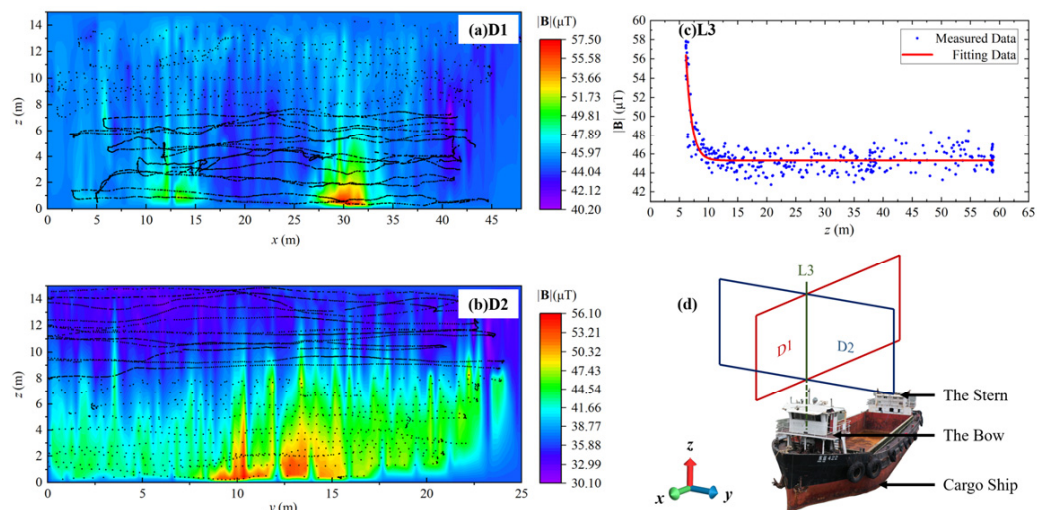 (a)D1
z (m)
14
12
10
8
6
4
2
0
0 5 10 15 20 25 30 35 40 45
x (m)
|B|(μT)
57.50
55.58
53.66
51.73
49.81
47.89
45.97
44.04
42.12
40.20
(c)L3
Measured Data
Fitting Data
|B| (μT)
58
56
54
52
50
48
46
44
42
0 5 10 15 20 25 30 35 40 45 50 55 60 65
z (m)
(b)D2
z (m)
14
12
10
8
6
4
2
0
0 5 10 15 20 25
y (m)
|B|(μT)
56.10
53.21
50.32
47.43
44.54
41.66
38.77
35.88
32.99
30.10
(d)
L3
D1
D2
The Stern
The Bow
Cargo Ship
z
x
y